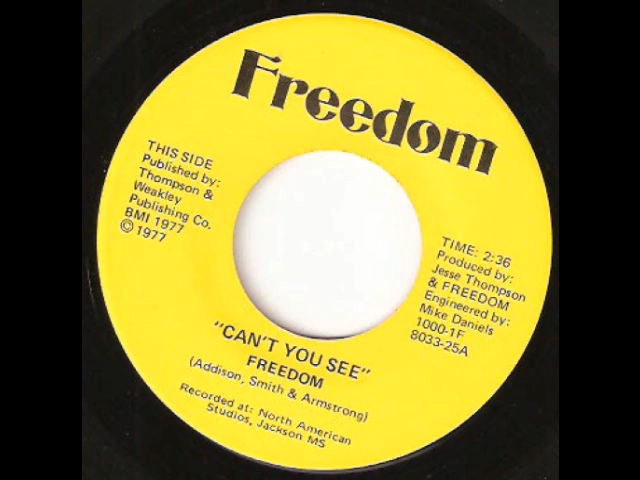 Freedom
THIS SIDE
Published by:
Thompson &
Weakley
Publishing Co.
BMI 1977
© 1977
TIME: 2:36
Produced by:
Jesse Thompson
& FREEDOM
Engineered by:
Mike Daniels
1000-1F
8033-25A
"CAN'T YOU SEE"
FREEDOM
(Addison, Smith & Armstrong)
Recorded at: North American
Studios, Jackson MS